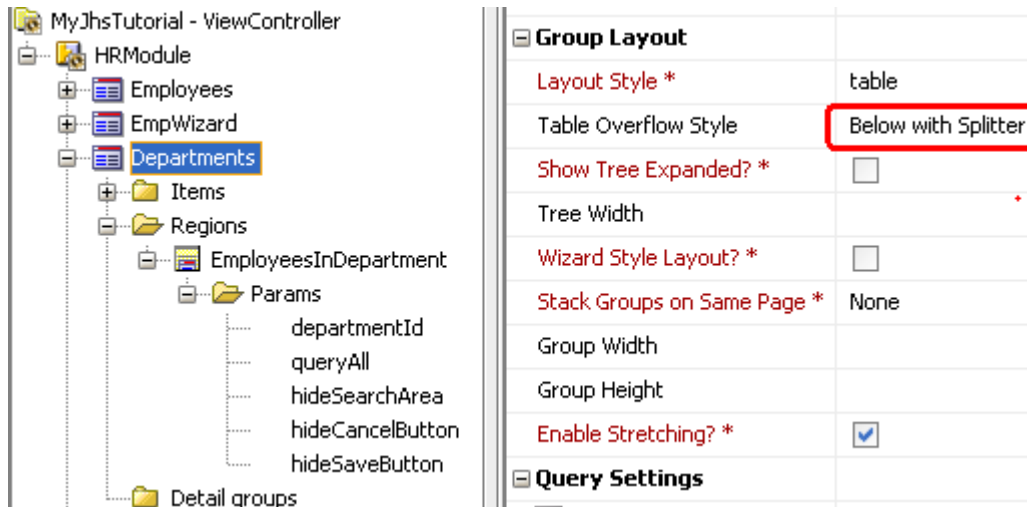 MyJhsTutorial - ViewController
HRModule
Employees
EmpWizard
Departments
Items
Regions
EmployeesInDepartment
Params
departmentId
queryAll
hideSearchArea
hideCancelButton
hideSaveButton
Detail groups
Group Layout
Layout Style * table
Table Overflow Style Below with Splitter
Show Tree Expanded? *
Tree Width
Wizard Style Layout? *
Stack Groups on Same Page * None
Group Width
Group Height
Enable Stretching? *
Query Settings